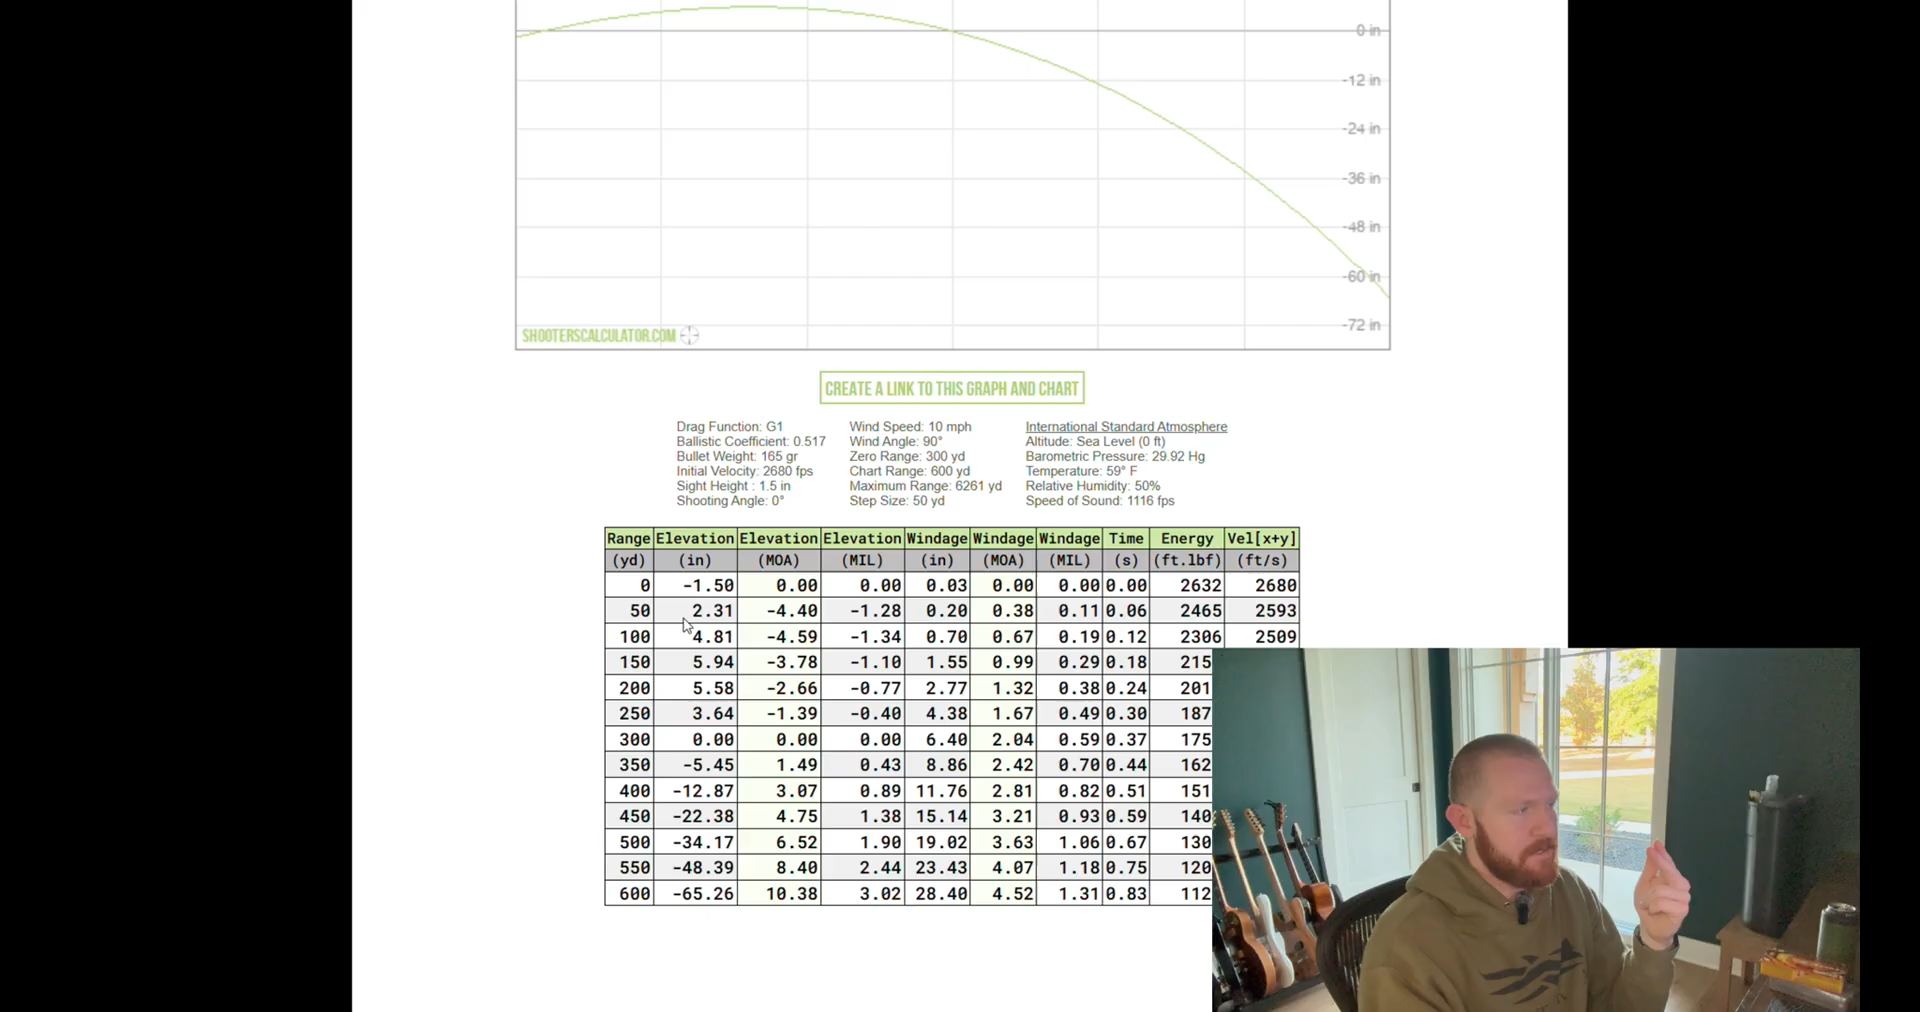 0 in
-12 in
-24 in
-36 in
-48 in
-60 in
-72 in
SHOOTERSCALCULATOR.COM
CREATE A LINK TO THIS GRAPH AND CHART
Drag Function: G1
Ballistic Coefficient: 0.517
Bullet Weight: 165 gr
Initial Velocity: 2680 fps
Sight Height : 1.5 in
Shooting Angle: 0°
Wind Speed: 10 mph
Wind Angle: 90°
Zero Range: 300 yd
Chart Range: 600 yd
Maximum Range: 6261 yd
Step Size: 50 yd
International Standard Atmosphere
Altitude: Sea Level (0 ft)
Barometric Pressure: 29.92 Hg
Temperature: 59° F
Relative Humidity: 50%
Speed of Sound: 1116 fps
Range Elevation Elevation Elevation Windage Windage Windage Time Energy Vel[x+y]
(yd) (in) (MOA) (MIL) (in) (MOA) (MIL) (s) (ft.lbf) (ft/s)
0 -1.50 0.00 0.00 0.03 0.00 0.00 0.00 2632 2680
50 2.31 -4.40 -1.28 0.20 0.38 0.11 0.06 2465 2593
100 4.81 -4.59 -1.34 0.70 0.67 0.19 0.12 2306 2509
150 5.94 -3.78 -1.10 1.55 0.99 0.29 0.18 215
200 5.58 -2.66 -0.77 2.77 1.32 0.38 0.24 201
250 3.64 -1.39 -0.40 4.38 1.67 0.49 0.30 187
300 0.00 0.00 0.00 6.40 2.04 0.59 0.37 175
350 -5.45 1.49 0.43 8.86 2.42 0.70 0.44 162
400 -12.87 3.07 0.89 11.76 2.81 0.82 0.51 151
450 -22.38 4.75 1.38 15.14 3.21 0.93 0.59 140
500 -34.17 6.52 1.90 19.02 3.63 1.06 0.67 130
550 -48.39 8.40 2.44 23.43 4.07 1.18 0.75 120
600 -65.26 10.38 3.02 28.40 4.52 1.31 0.83 112